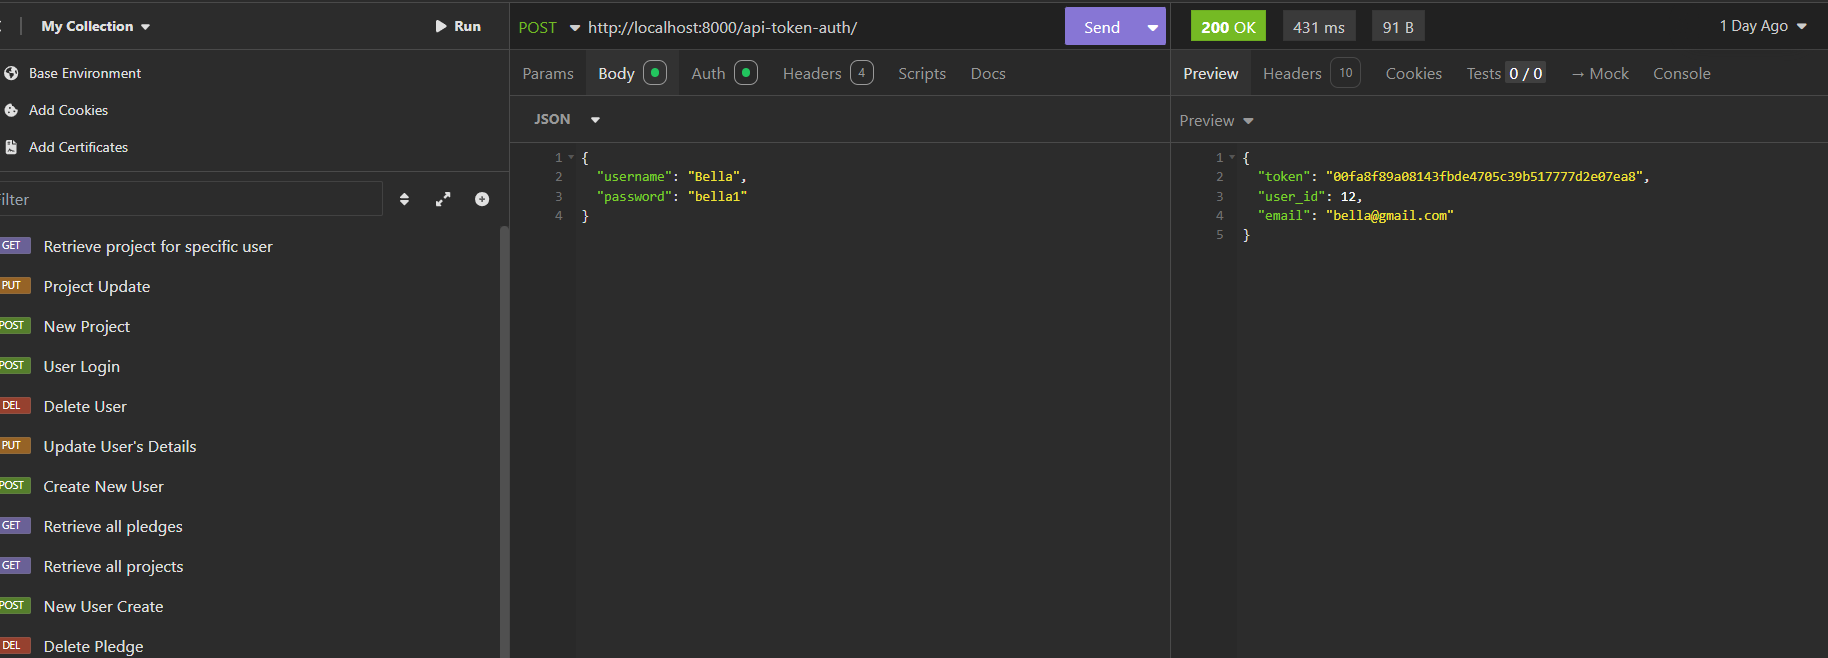 My Collection
Run
Base Environment
Add Cookies
Add Certificates
ilter
GET Retrieve project for specific user
PUT Project Update
POST New Project
POST User Login
DEL Delete User
PUT Update User's Details
POST Create New User
GET Retrieve all pledges
GET Retrieve all projects
POST New User Create
DEL Delete Pledge
POST http://localhost:8000/api-token-auth/ Send
Params Body Auth Headers 4 Scripts Docs
JSON
1 {
2 "username": "Bella",
3 "password": "bella1"
4 }
200 OK 431 ms 91 B 1 Day Ago
Preview Headers 10 Cookies Tests 0 / 0 → Mock Console
Preview
1 {
2 "token": "00fa8f89a08143fbde4705c39b517777d2e07ea8",
3 "user_id": 12,
4 "email": "bella@gmail.com"
5 }